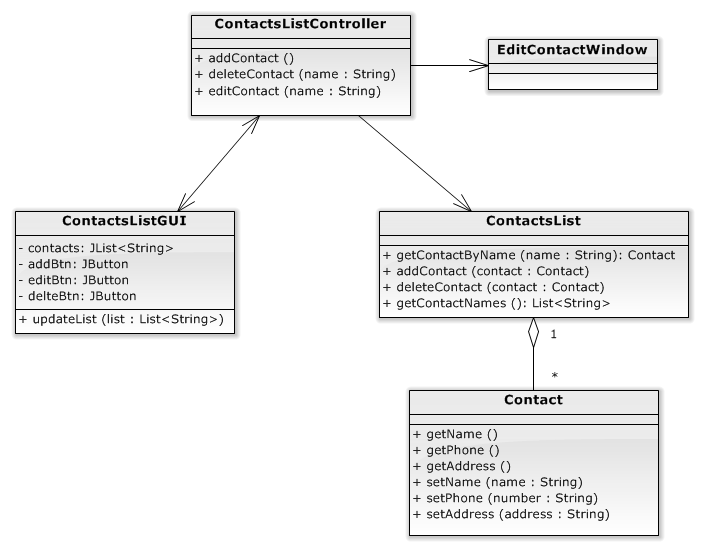 ContactsListController
+ addContact ()
+ deleteContact (name : String)
+ editContact (name : String)
EditContactWindow
ContactsListGUI
- contacts: JList<String>
- addBtn: JButton
- editBtn: JButton
- delteBtn: JButton
+ updateList (list : List<String>)
ContactsList
+ getContactByName (name : String): Contact
+ addContact (contact : Contact)
+ deleteContact (contact : Contact)
+ getContactNames (): List<String>
1
*
Contact
+ getName ()
+ getPhone ()
+ getAddress ()
+ setName (name : String)
+ setPhone (number : String)
+ setAddress (address : String)